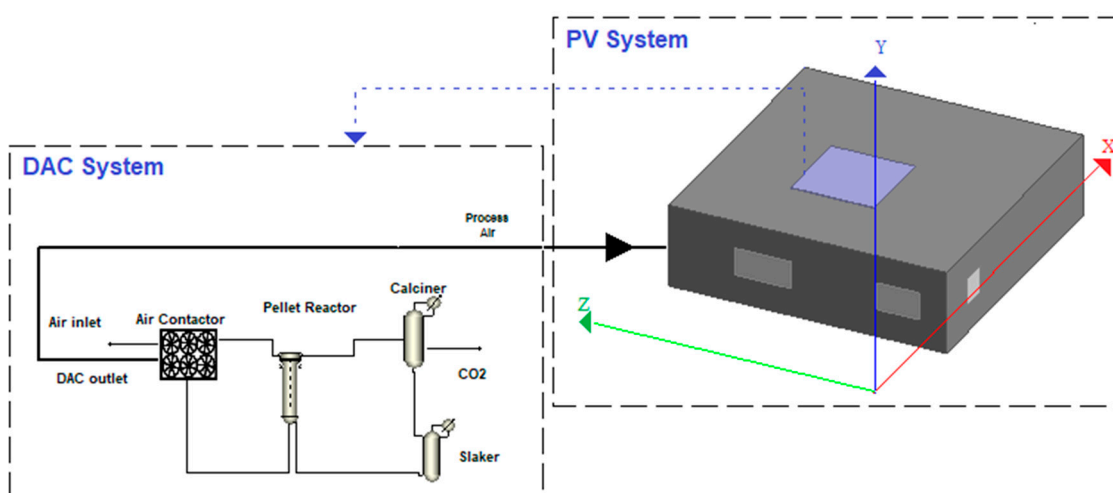 PV System
Y
X
Z
DAC System
Process
Air
Calciner
Pellet Reactor
Air inlet
Air Contactor
DAC outlet
CO2
Slaker